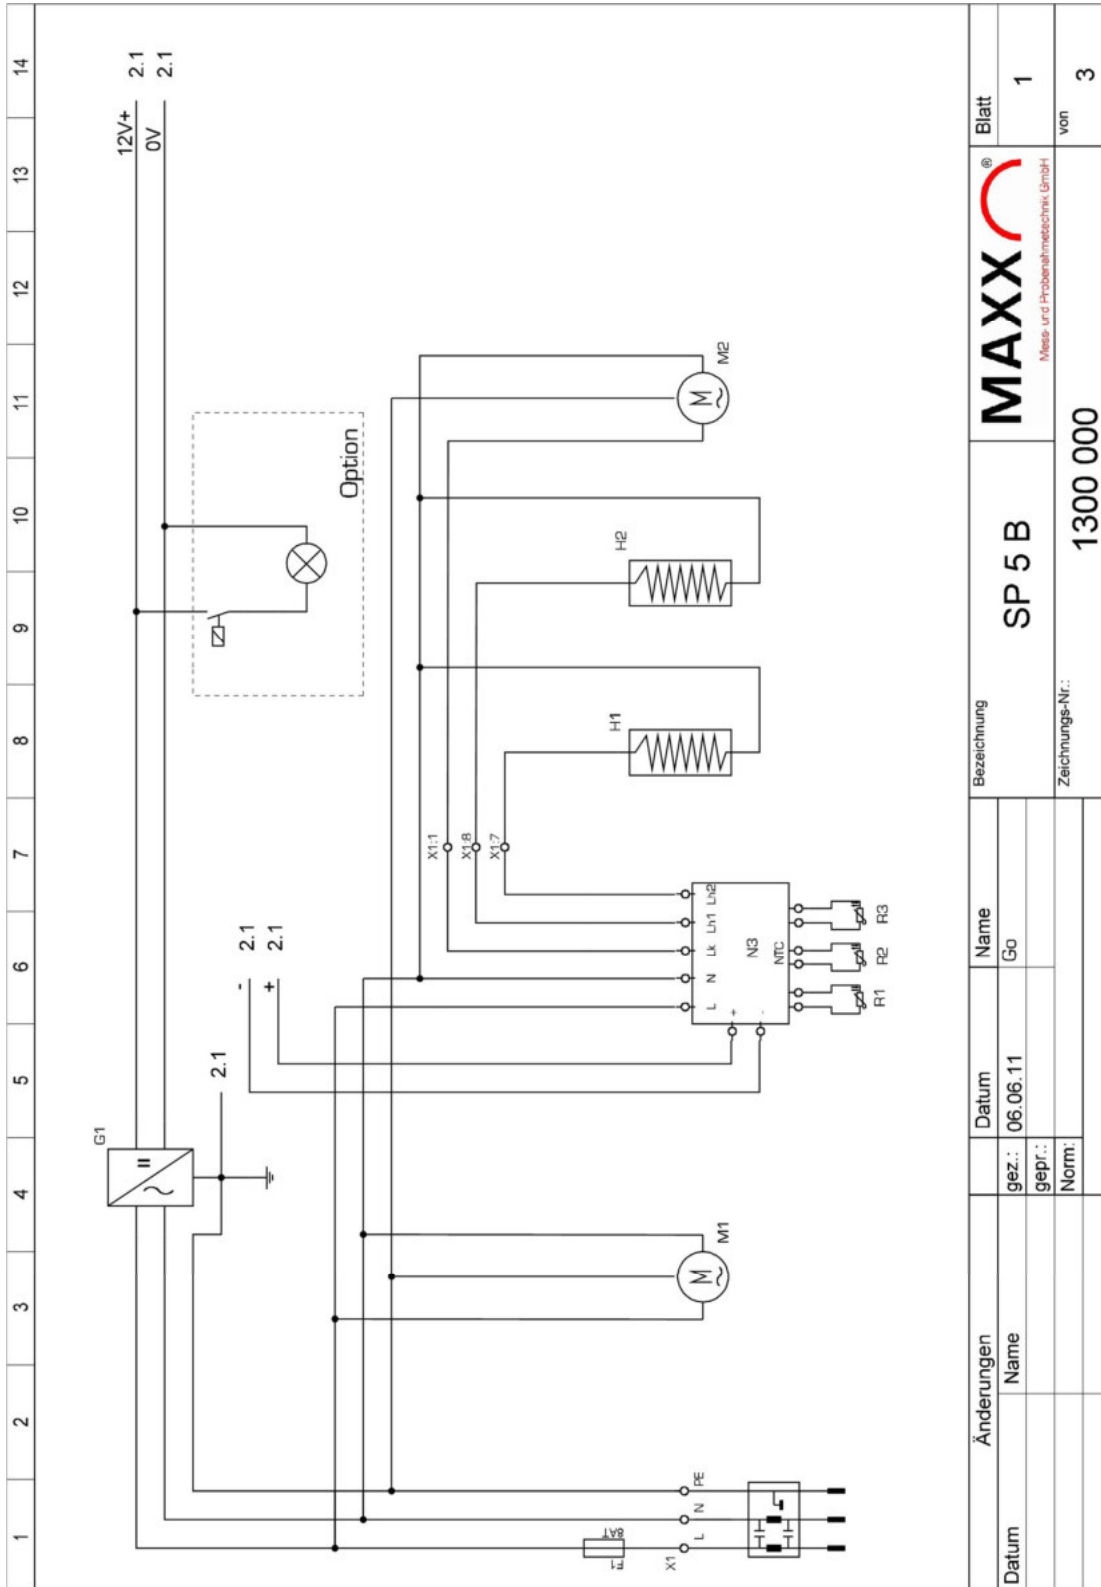 1 2 3 4 5 6 7 8 9 10 11 12 13 14
G1
12V+ 2.1
0V 2.1
2.1
- 2.1
+ 2.1
Option
F1
8AT
X1
L
N
PE
M
M1
X1:1
X1:8
X1:7
L N Lk Lh1 Lh2
+
-
N3
NTC
R1
R2
R3
H1
H2
M
M2
Änderungen
Datum
Name
Datum
Name
gez.: 06.06.11 Go
gepr.:
Norm:
Bezeichnung
SP 5 B
Zeichnungs-Nr.:
1300 000
MAXX®
Mess- und Probenahmetechnik GmbH
Blatt
1
von
3